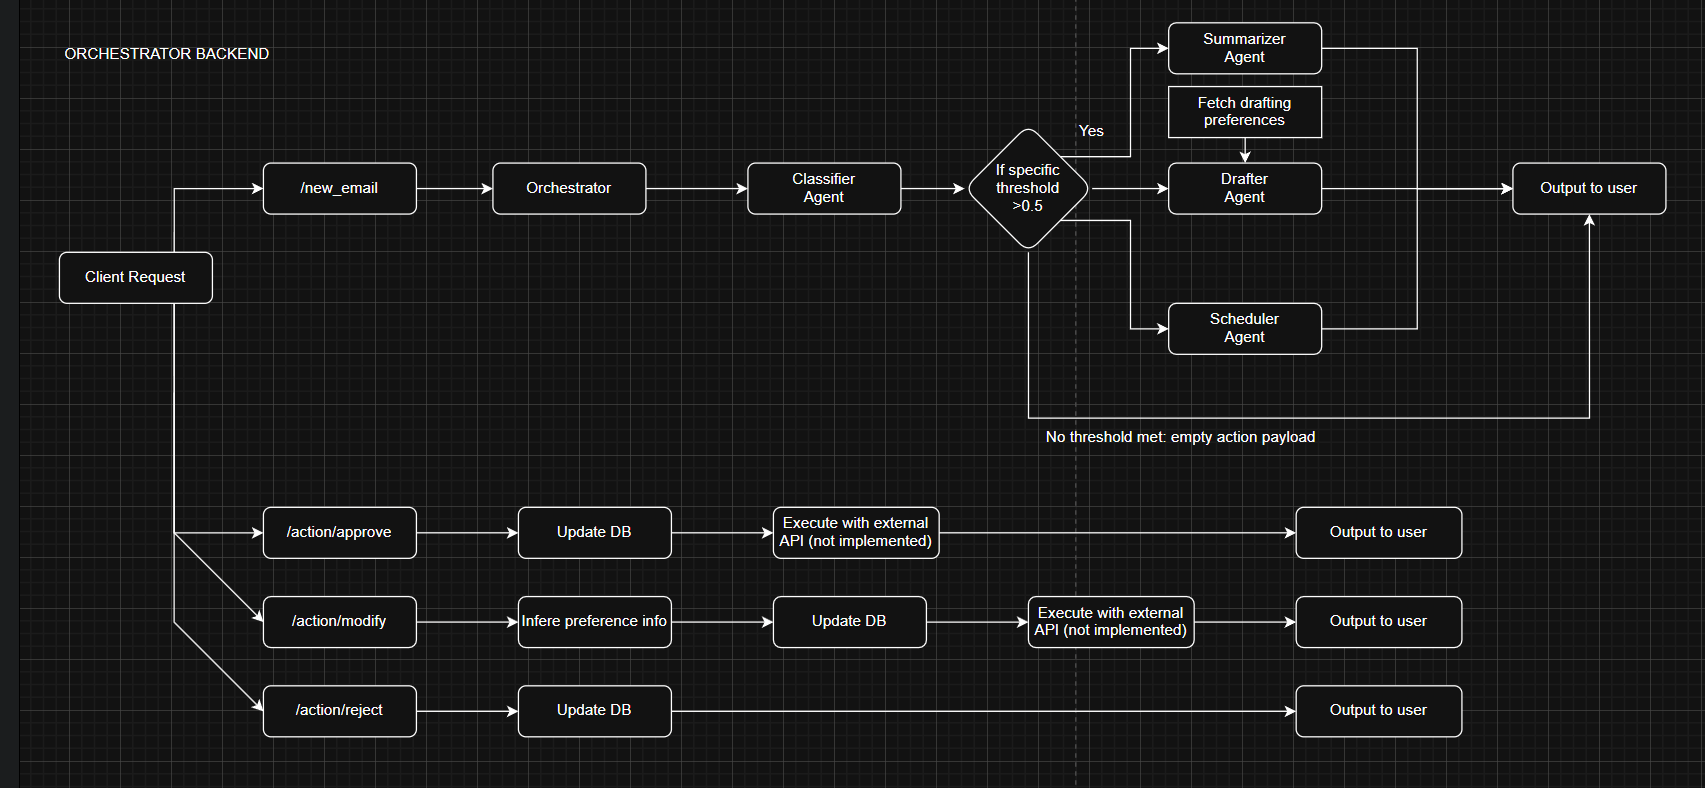 ORCHESTRATOR BACKEND
Summarizer
Agent
Fetch drafting
preferences
Yes
/new_email
Orchestrator
Classifier
Agent
If specific
threshold
>0.5
Drafter
Agent
Output to user
Client Request
Scheduler
Agent
No threshold met: empty action payload
/action/approve
Update DB
Execute with external
API (not implemented)
Output to user
/action/modify
Infere preference info
Update DB
Execute with external
API (not implemented)
Output to user
/action/reject
Update DB
Output to user